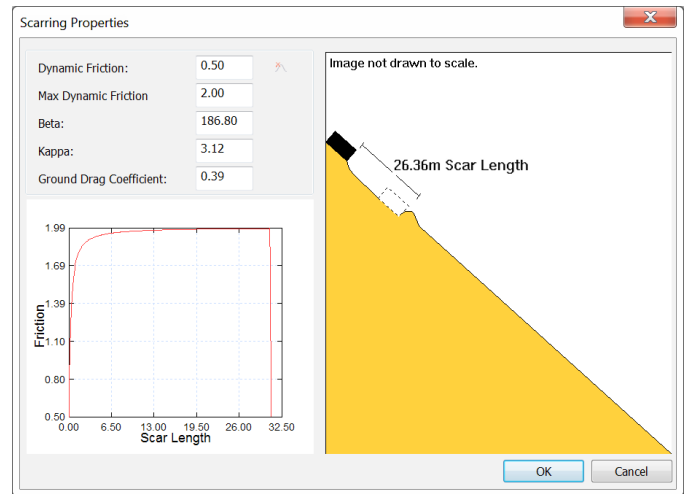 Scarring Properties
X
Dynamic Friction: 0.50
Max Dynamic Friction 2.00
Beta: 186.80
Kappa: 3.12
Ground Drag Coefficient: 0.39
1.99
1.69
1.39
1.10
0.80
0.50
Friction
0.00 6.50 13.00 19.50 26.00 32.50
Scar Length
Image not drawn to scale.
26.36m Scar Length
OK Cancel